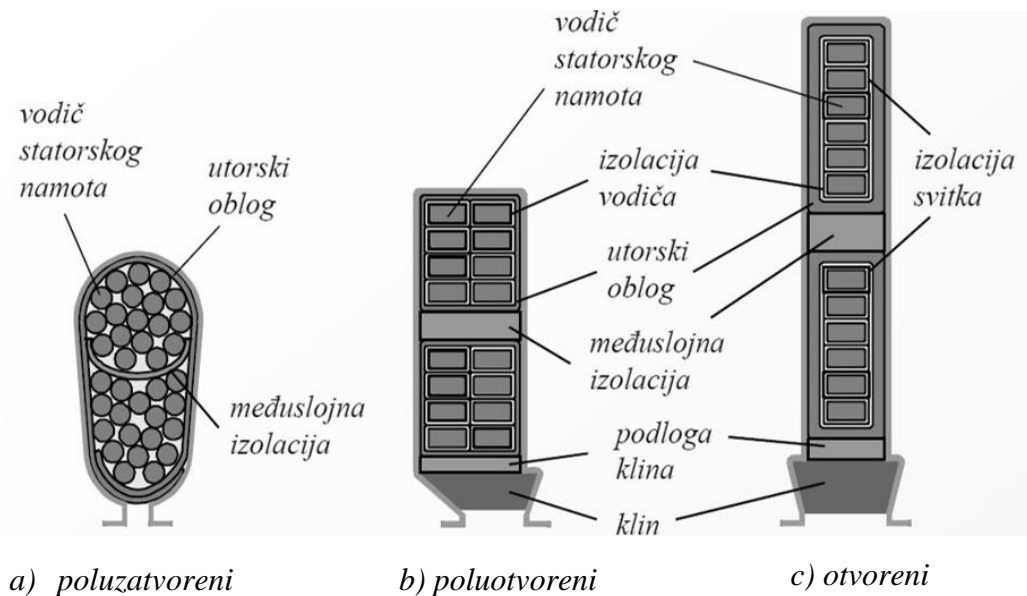 vodič
statorskog
namota
utorski
oblog
međuslojna
izolacija
vodič
statorskog
namota
izolacija
vodiča
utorski
oblog
međuslojna
izolacija
podloga
klina
klin
izolacija
svitka
a) poluzatvoreni
b) poluotvoreni
c) otvoreni